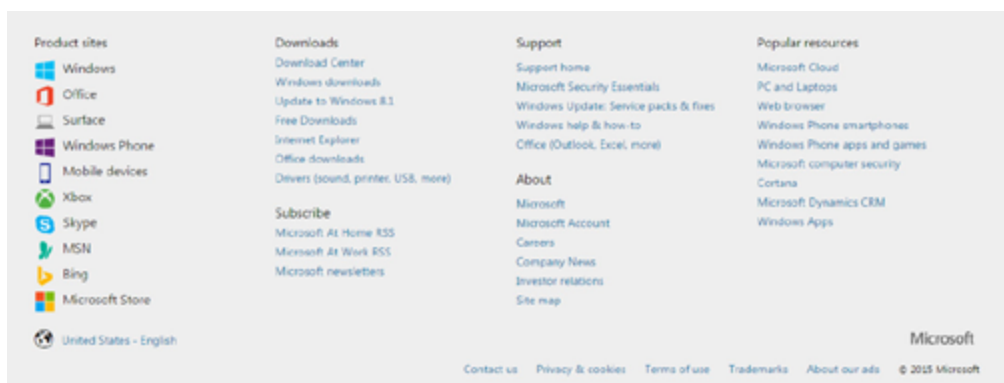 Product sites
Windows
Office
Surface
Windows Phone
Mobile devices
Xbox
Skype
MSN
Bing
Microsoft Store
Downloads
Download Center
Windows downloads
Update to Windows 8.1
Free Downloads
Internet Explorer
Office downloads
Drivers (sound, printer, USB, more)
Subscribe
Microsoft At Home RSS
Microsoft At Work RSS
Microsoft newsletters
Support
Support home
Microsoft Security Essentials
Windows Update: Service packs & fixes
Windows help & how-to
Office (Outlook, Excel, more)
About
Microsoft
Microsoft Account
Careers
Company News
Investor relations
Site map
Popular resources
Microsoft Cloud
PC and Laptops
Web browser
Windows Phone smartphones
Windows Phone apps and games
Microsoft computer security
Cortana
Microsoft Dynamics CRM
Windows Apps
United States - English
Microsoft
Contact us Privacy & cookies Terms of use Trademarks About our ads © 2015 Microsoft